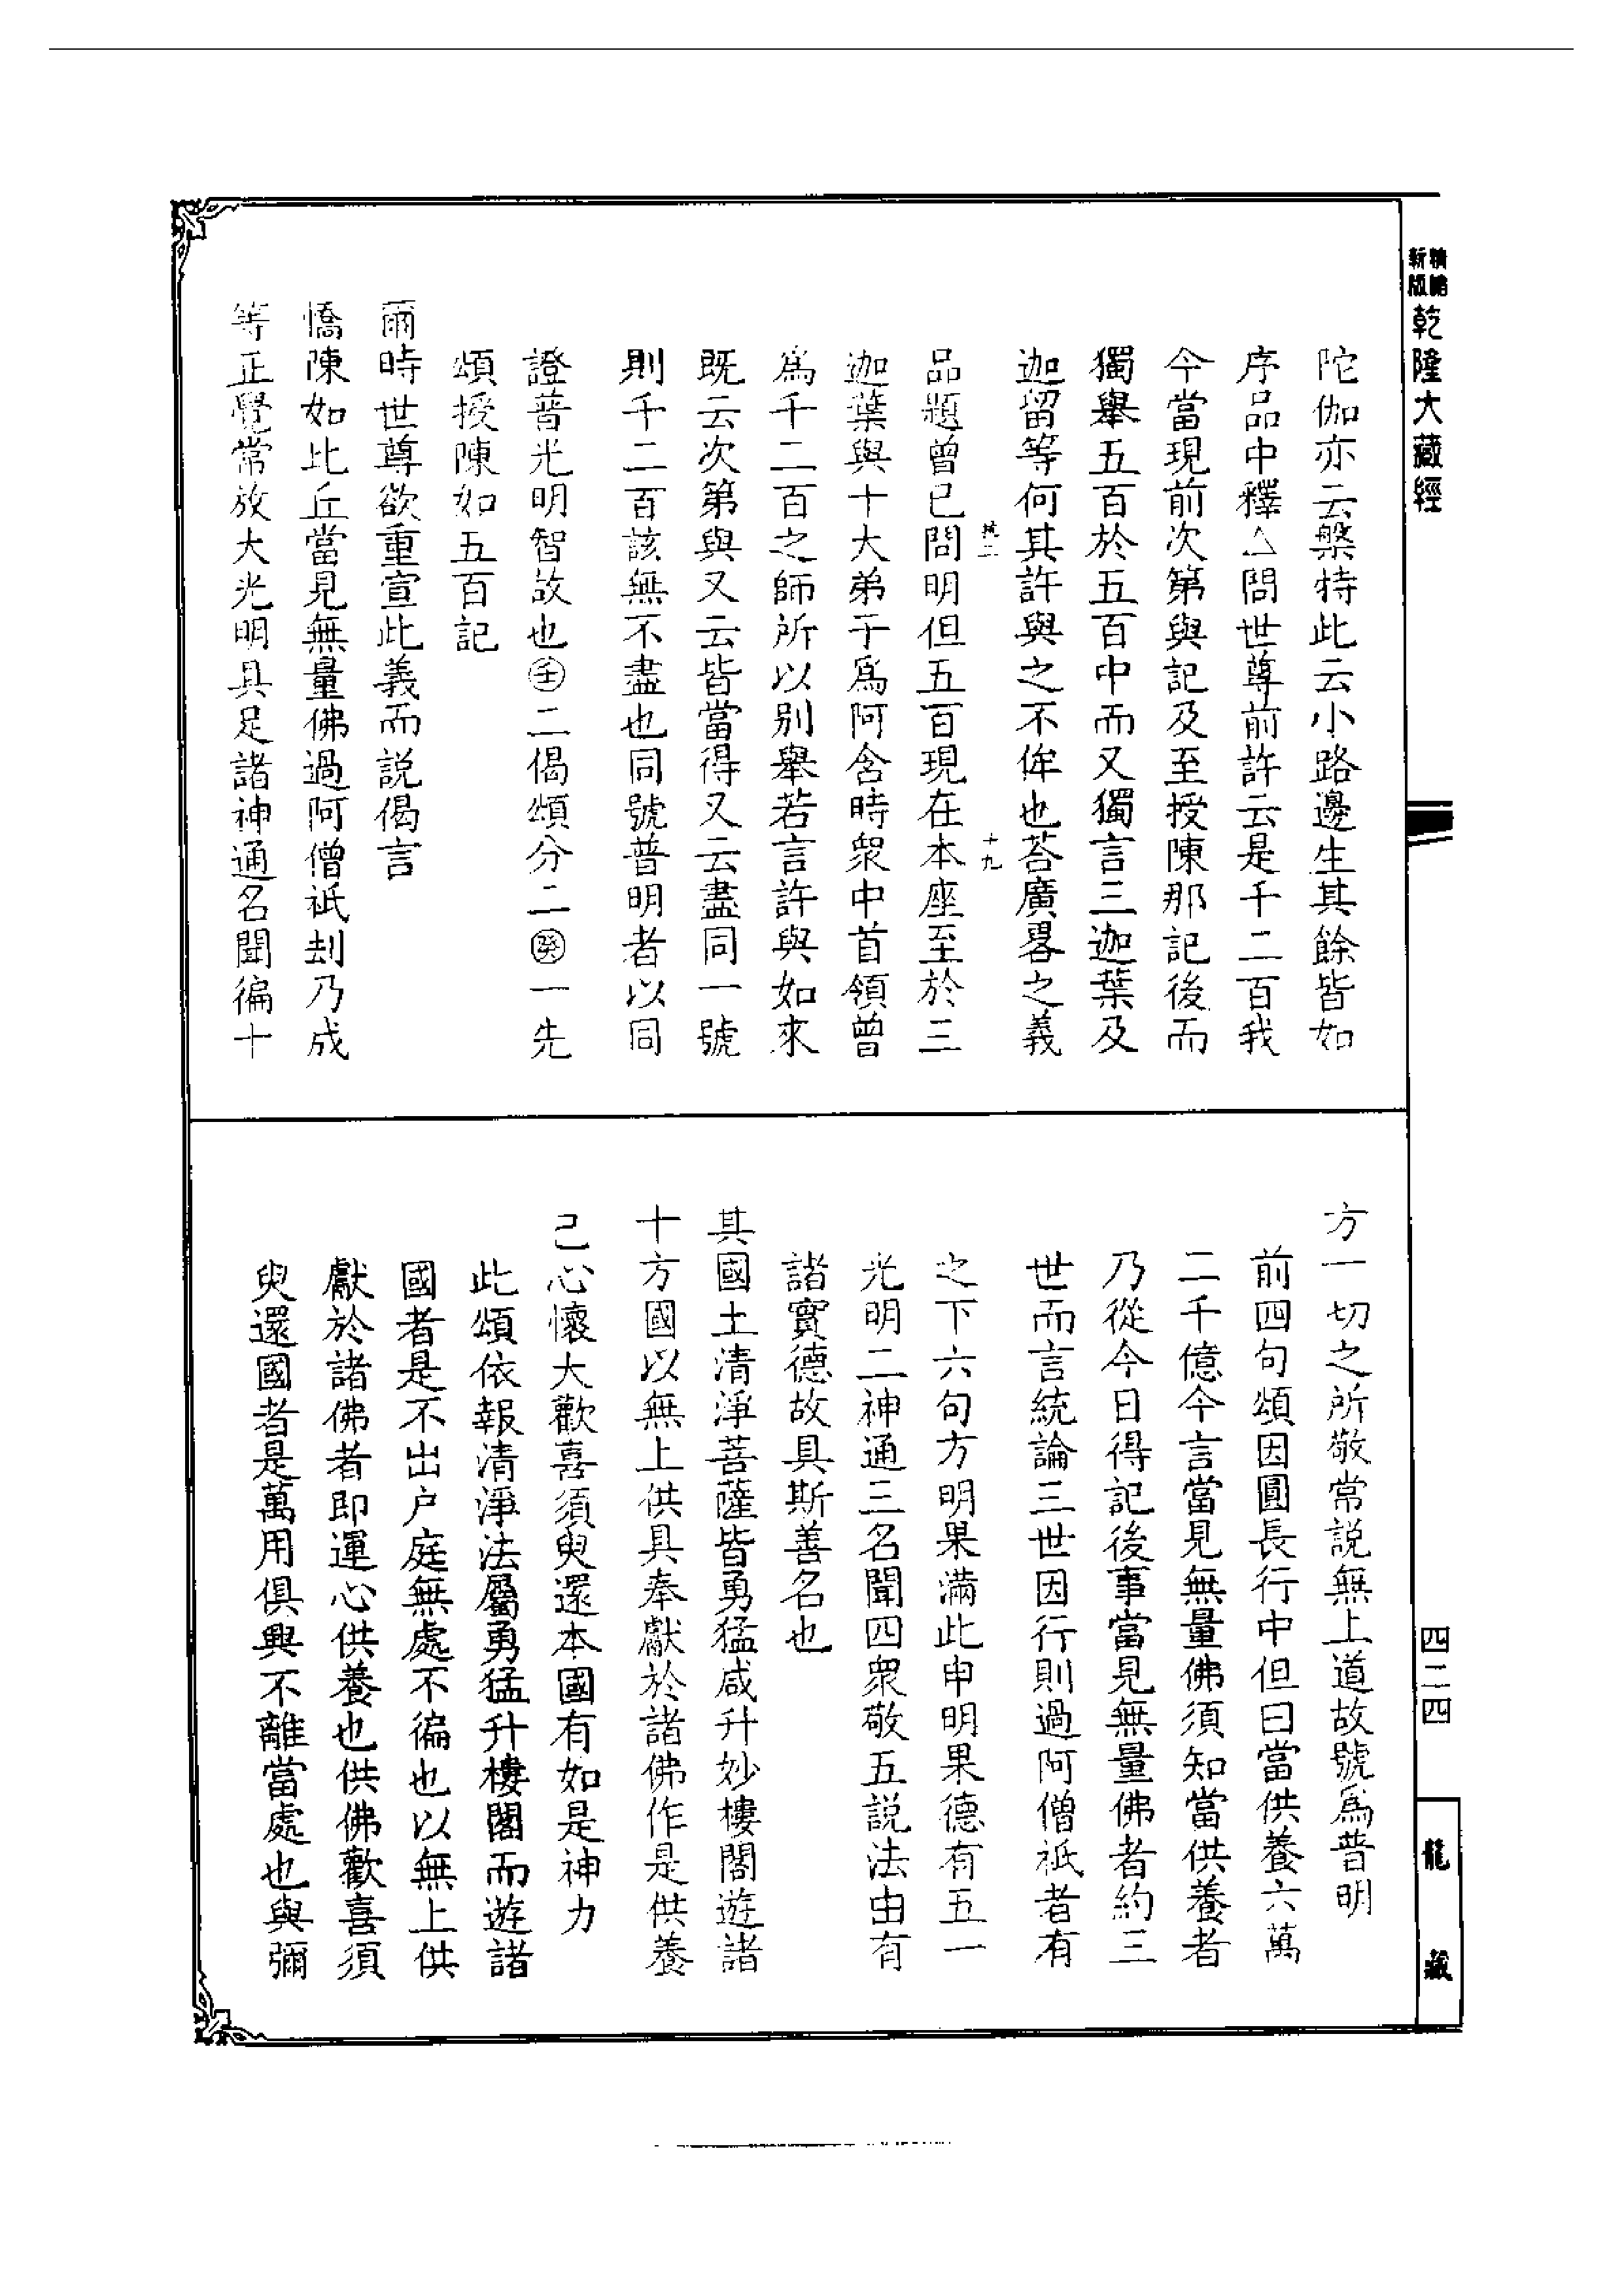 新版
精縮
乾隆大藏經
陀伽亦云槃特此云小路邊生其餘皆如
序品中釋△問世尊前許云是千二百我
今當現前次第與記及至授陳那記後而
獨舉五百於五百中而又獨言三迦葉及
迦留等何其許與之不侔也荅廣畧之義
十九
品題曾已問明但五百現在本座至於三
迦葉與十大弟子爲阿含時眾中首領曾
爲千二百之師所以別舉若言許與如來
既云次第與又云皆當得又云盡同一號
則千二百該無不盡也同號普明者以同
證普光明智故也㊛二偈頌分二癸一先
頌授陳如五百記
爾時世尊欲重宣此義而説偈言
憍陳如比丘當見無量佛過阿僧祇刦乃成
等正覺常放大光明具足諸神通名聞徧十
方一切之所敬常説無上道故號爲普明
前四句頌因圓長行中但曰當供養六萬
二千億今言當見無量佛須知當供養者
乃從今日得記後事當見無量佛者約三
世而言統論三世因行則過阿僧祇者有
之下六句方明果滿此申明果德有五一
光明二神通三名聞四眾敬五説法由有
諸實德故具斯善名也
其國土清淨菩薩皆勇猛咸升妙樓閣遊諸
十方國以無上供具奉獻於諸佛作是供養
已心懷大歡喜須臾還本國有如是神力
此頌依報清淨法屬勇猛升樓閣而遊諸
國者是不出户庭無處不徧也以無上供
獻於諸佛者即運心供養也供佛歡喜須
臾還國者是萬用俱興不離當處也與彌
四二四
龍藏